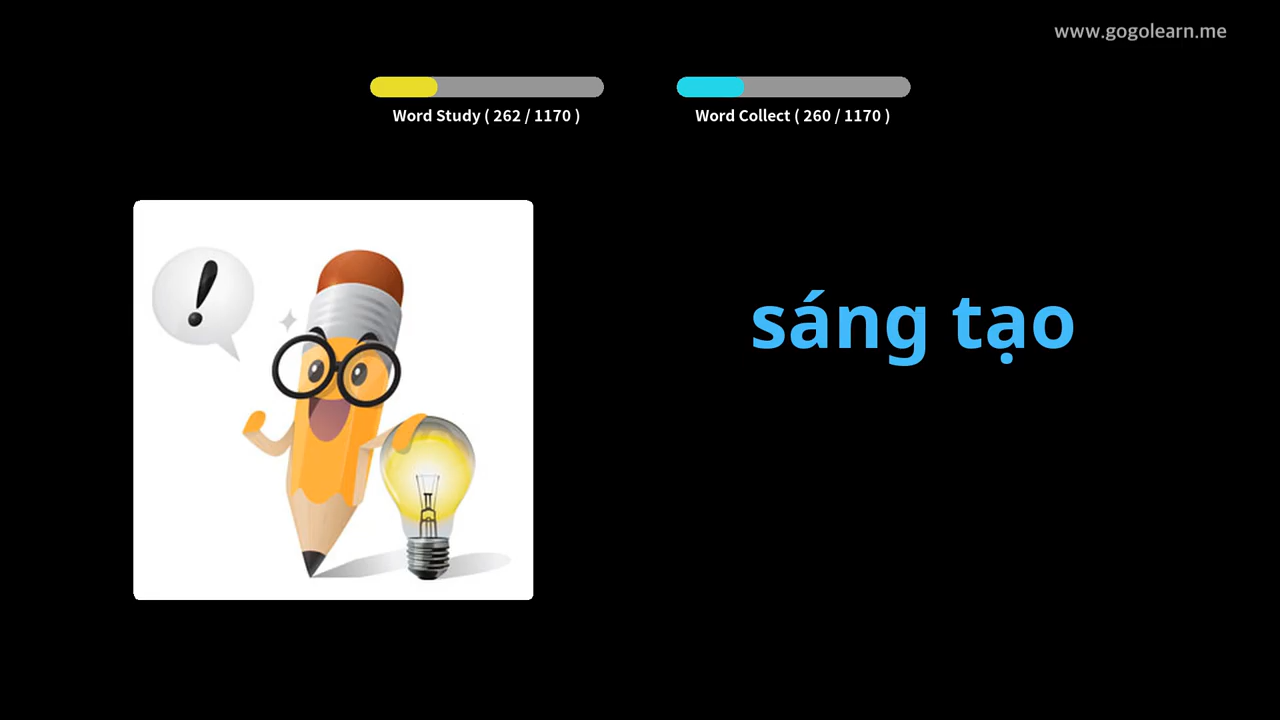 www.gogolearn.me
Word Study ( 262 / 1170 )
Word Collect ( 260 / 1170 )
!
sáng tạo